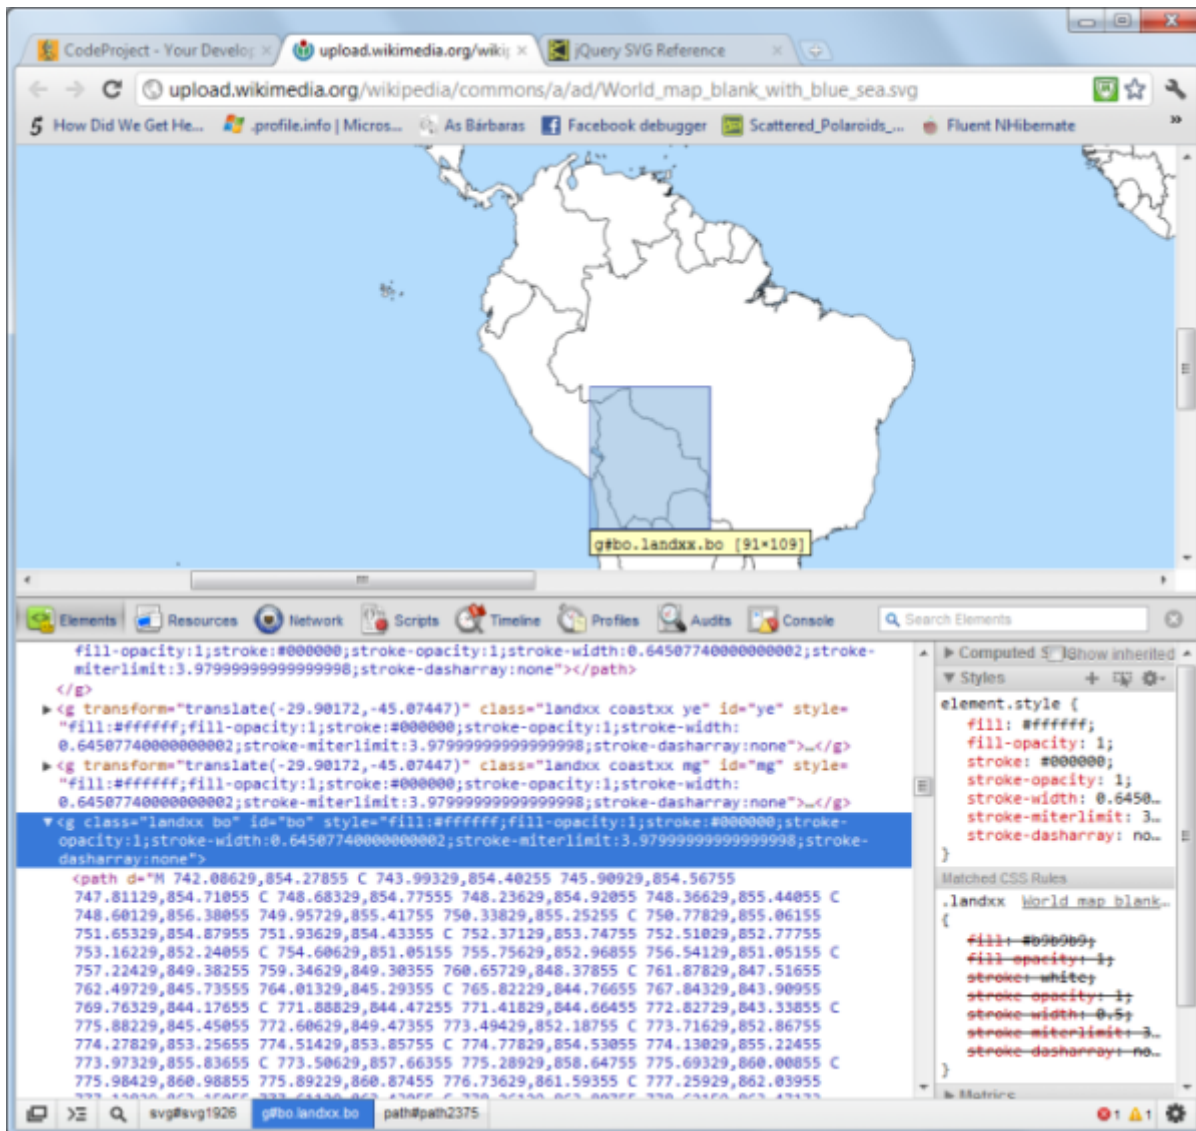 CodeProject - Your Develop
upload.wikimedia.org/wikip
jQuery SVG Reference
upload.wikimedia.org/wikipedia/commons/a/ad/World_map_blank_with_blue_sea.svg
How Did We Get He...
.profile.info | Micros...
As Bárbaras
Facebook debugger
Scattered_Polaroids_...
Fluent NHibernate
g#bo.landxx.bo [91×109]
Elements
Resources
Network
Scripts
Timeline
Profiles
Audits
Console
Search Elements
fill-opacity:1;stroke:#000000;stroke-opacity:1;stroke-width:0.64507740000000002;stroke-
miterlimit:3.97999999999999998;stroke-dasharray:none"></path>
</g>
▶<g transform="translate(-29.90172,-45.07447)" class="landxx coastxx ye" id="ye" style=
"fill:#ffffff;fill-opacity:1;stroke:#000000;stroke-opacity:1;stroke-width:
0.64507740000000002;stroke-miterlimit:3.97999999999999998;stroke-dasharray:none">…</g>
▶<g transform="translate(-29.90172,-45.07447)" class="landxx coastxx mg" id="mg" style=
"fill:#ffffff;fill-opacity:1;stroke:#000000;stroke-opacity:1;stroke-width:
0.64507740000000002;stroke-miterlimit:3.97999999999999998;stroke-dasharray:none">…</g>
▼<g class="landxx bo" id="bo" style="fill:#ffffff;fill-opacity:1;stroke:#000000;stroke-
opacity:1;stroke-width:0.64507740000000002;stroke-miterlimit:3.97999999999999998;stroke-
dasharray:none">
<path d="M 742.08629,854.27855 C 743.99329,854.40255 745.90929,854.56755
747.81129,854.71055 C 748.68329,854.77755 748.23629,854.92055 748.36629,855.44055 C
748.60129,856.38055 749.95729,855.41755 750.33829,855.25255 C 750.77829,855.06155
751.65329,854.87955 751.93629,854.43355 C 752.37129,853.74755 752.51029,852.77755
753.16229,852.24055 C 754.60629,851.05155 755.75629,852.96855 756.54129,851.05155 C
757.22429,849.38255 759.34629,849.30355 760.65729,848.37855 C 761.87829,847.51655
762.49729,845.73555 764.01329,845.29355 C 765.82229,844.76655 767.84329,843.90955
769.76329,844.17655 C 771.88829,844.47255 771.41829,844.66455 772.82729,843.33855 C
775.88229,845.45055 772.60629,849.47355 773.49429,852.18755 C 773.71629,852.86755
774.27829,853.25655 774.51429,853.85755 C 774.77829,854.53055 774.13029,855.22455
773.97329,855.83655 C 773.50629,857.66355 775.28929,858.64755 775.69329,860.00855 C
775.98429,860.98855 775.89229,860.87455 776.73629,861.59355 C 777.25929,862.03955
▶ Computed S
Show inherited
▼ Styles
element.style {
fill: #ffffff;
fill-opacity: 1;
stroke: #000000;
stroke-opacity: 1;
stroke-width: 0.6450…
stroke-miterlimit: 3…
stroke-dasharray: no…
}
Matched CSS Rules
.landxx World map blank…
{
fill: #b9b9b9;
fill-opacity: 1;
stroke: white;
stroke-opacity: 1;
stroke-width: 0.5;
stroke-miterlimit: 3…
stroke-dasharray: no…
}
▶ Metrics
svg#svg1926
g#bo.landxx.bo
path#path2375
1
1